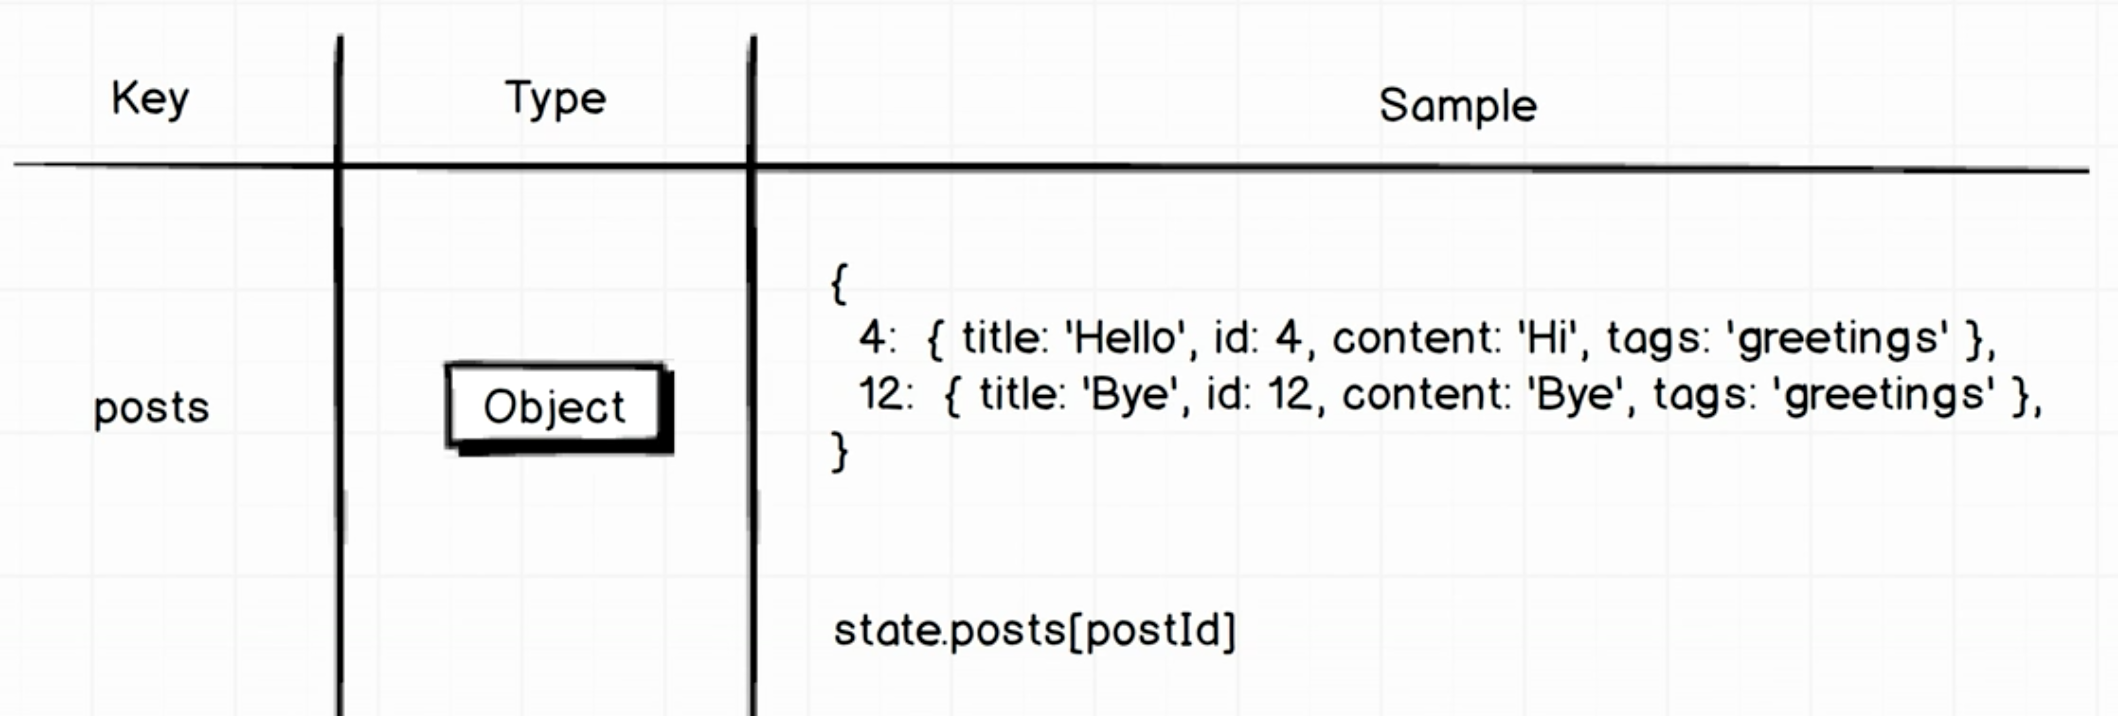 Key
Type
Sample
posts
Object
{
4: { title: 'Hello', id: 4, content: 'Hi', tags: 'greetings' },
12: { title: 'Bye', id: 12, content: 'Bye', tags: 'greetings' },
}
state.posts[postId]